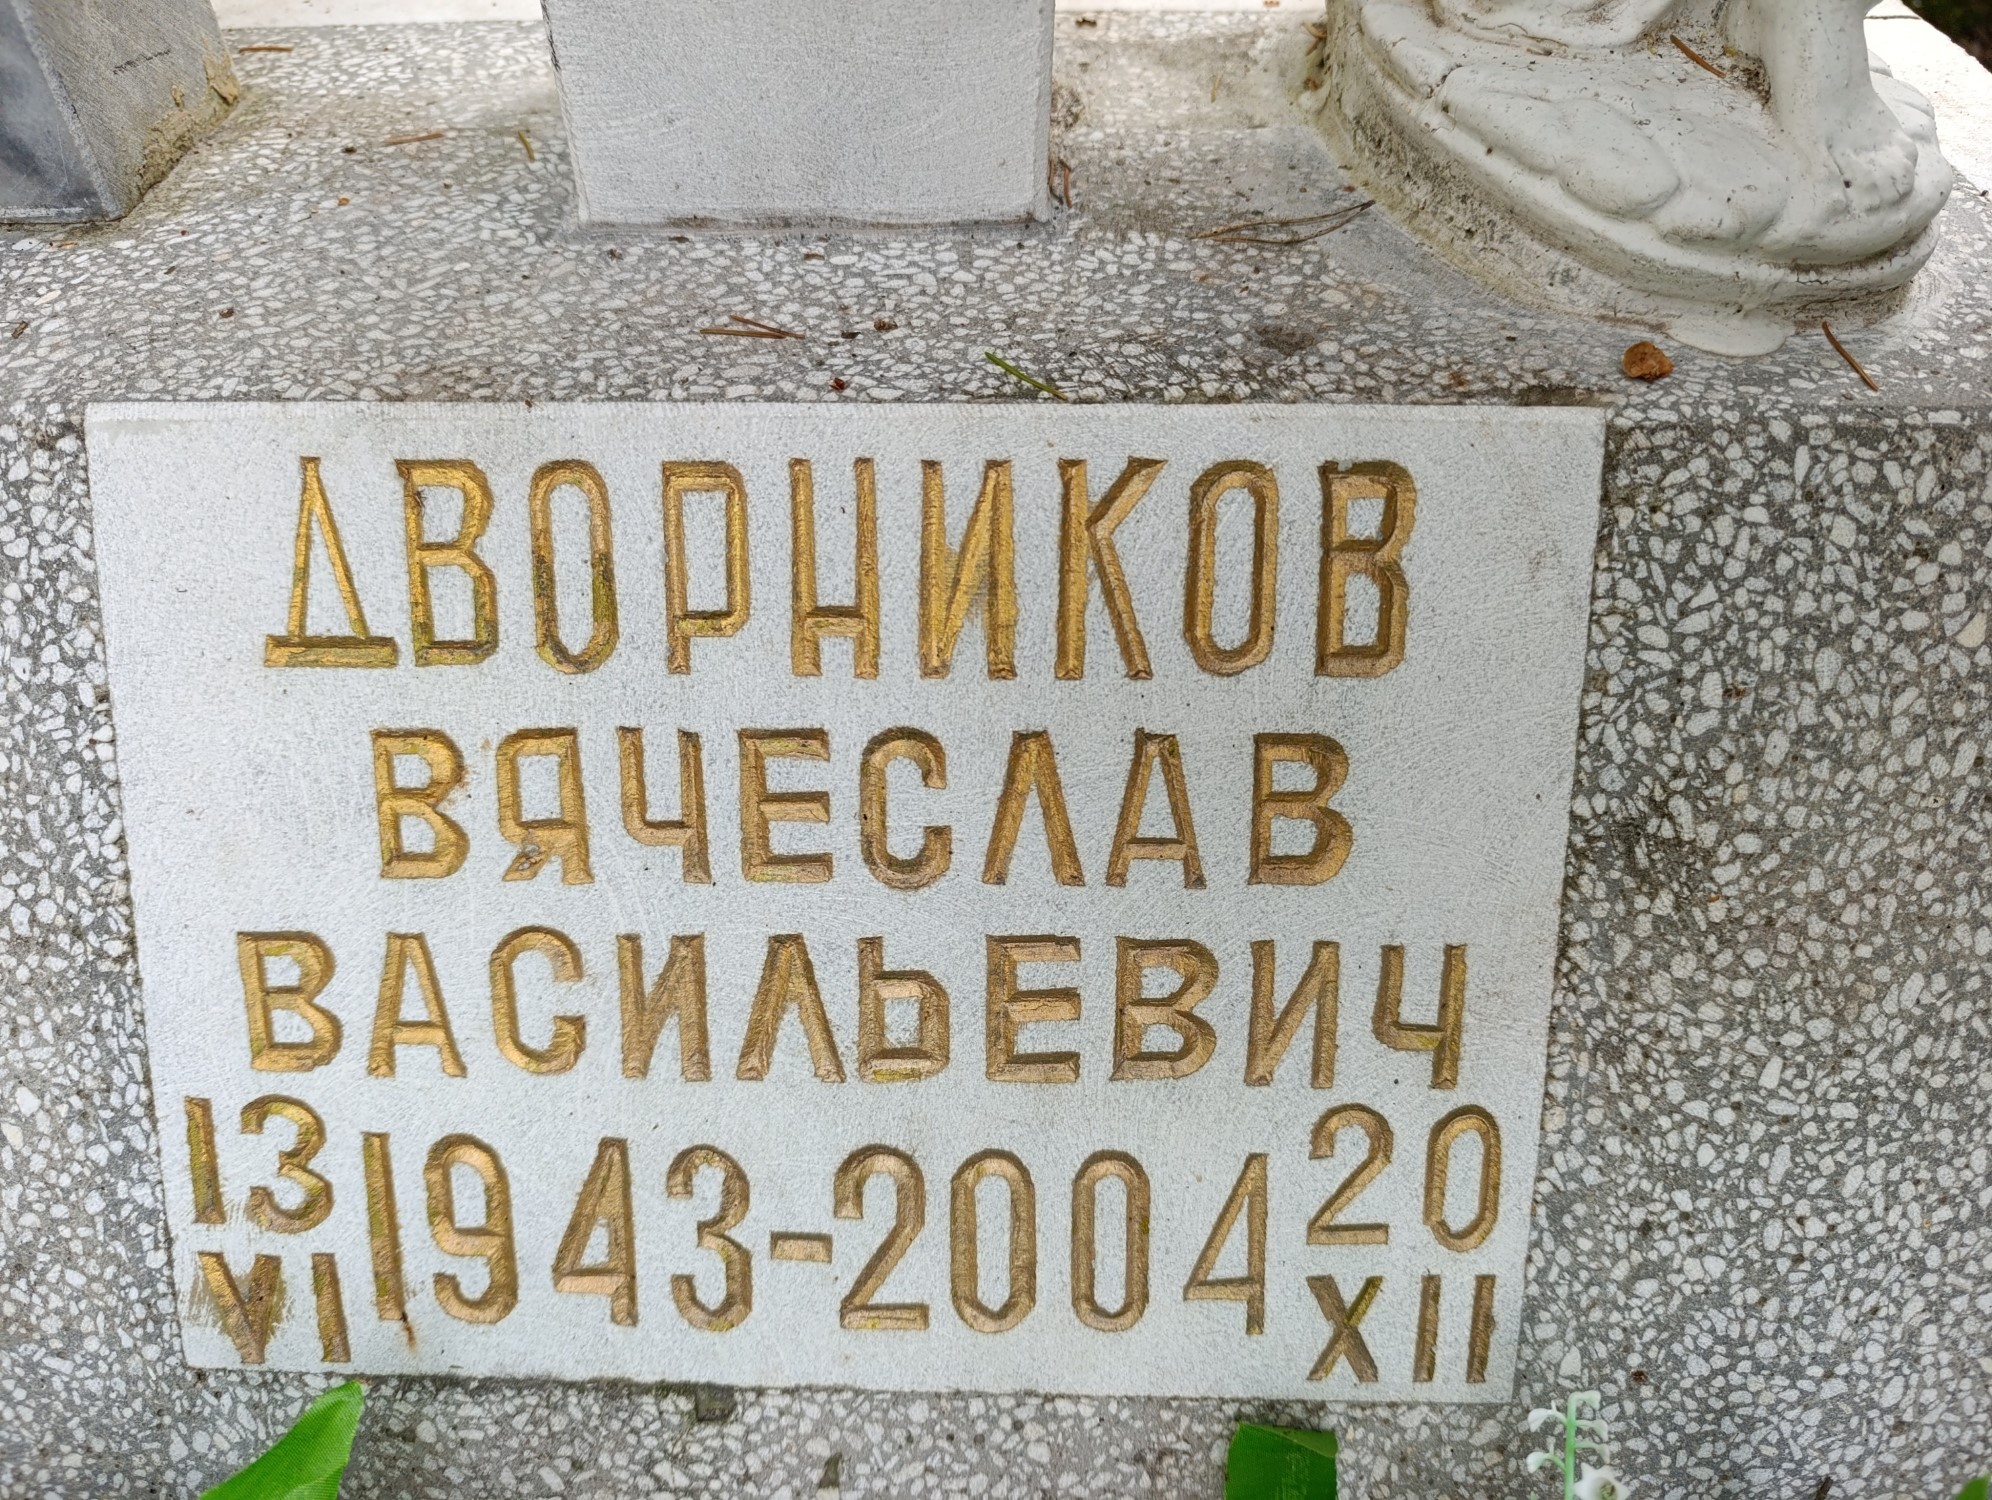 ДВОРНИКОВ
ВЯЧЕСЛАВ
ВАСИЛЬЕВИЧ
13 VI 1943-2004 20 XII